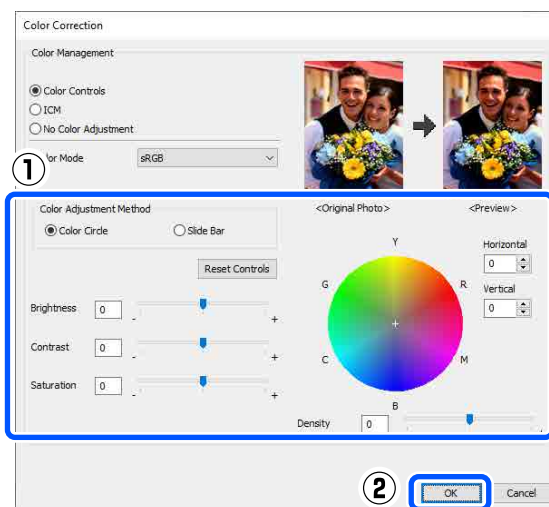 Color Correction
Color Management
Color Controls
ICM
No Color Adjustment
①
lor Mode sRGB
Color Adjustment Method
Color Circle Slide Bar
<Original Photo> <Preview>
Reset Controls
Y
Horizontal
0
G R
Vertical
0
Brightness 0 - +
Contrast 0 - +
C M
Saturation 0 - +
B
Density 0 -
②
OK Cancel